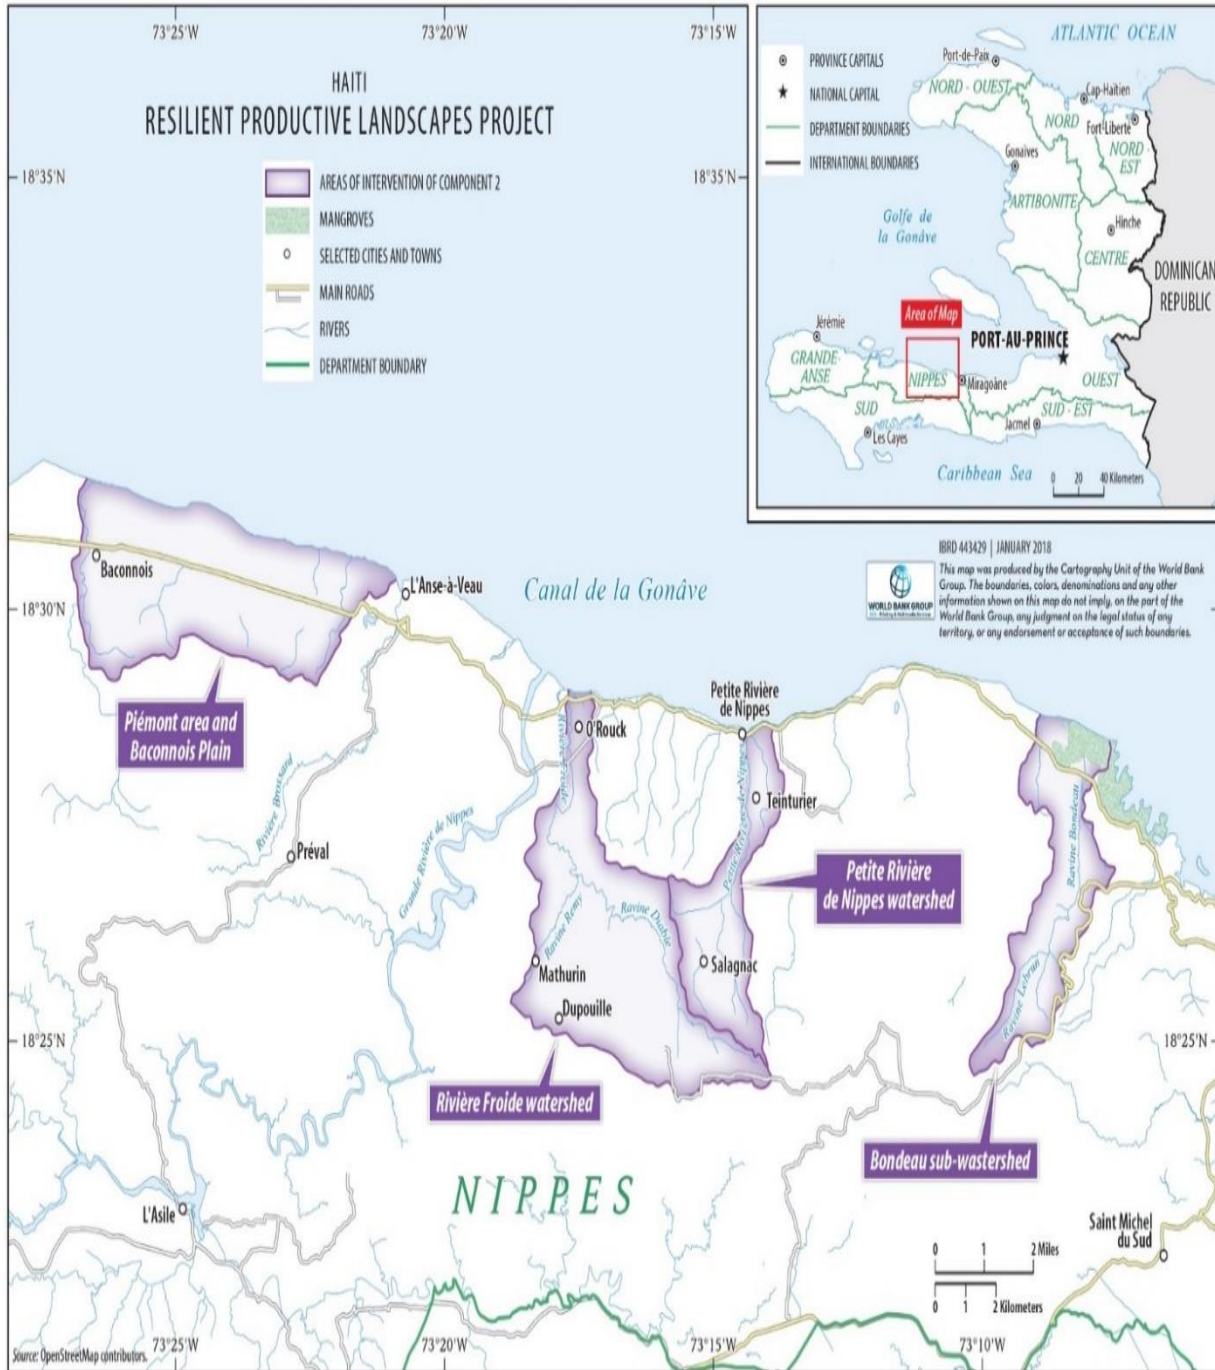 73°25'W
73°20'W
73°15'W
HAITI
RESILIENT PRODUCTIVE LANDSCAPES PROJECT
18°35'N
18°35'N
AREAS OF INTERVENTION OF COMPONENT 2
MANGROVES
SELECTED CITIES AND TOWNS
MAIN ROADS
RIVERS
DEPARTMENT BOUNDARY
PROVINCE CAPITALS
NATIONAL CAPITAL
DEPARTMENT BOUNDARIES
INTERNATIONAL BOUNDARIES
ATLANTIC OCEAN
Port-de-Paix
NORD - OUEST
Cap-Haïtien
NORD
Fort-Liberte
NORD -
EST
Gonaives
ARTIBONITE
Hinche
CENTRE
Golfe de
la Gonâve
DOMINICAN
REPUBLIC
Area of Map
Jérémie
PORT-AU-PRINCE
GRANDE-
ANSE
NIPPES
Miragoâne
OUEST
SUD
SUD - EST
Les Cayes
Jacmel
Caribbean Sea
0 20 40 Kilometers
IBRD 443429 | JANUARY 2018
This map was produced by the Cartography Unit of the World Bank
Group. The boundaries, colors, denominations and any other
information shown on this map do not imply, on the part of the
World Bank Group, any judgment on the legal status of any
territory, or any endorsement or acceptance of such boundaries.
WORLD BANK GROUP
Baconnois
L'Anse-à-Veau
Canal de la Gonâve
18°30'N
Piémont area and
Baconnois Plain
Petite Rivière
de Nippes
O'Rouck
Rivière Froide
Petite Rivière de Nippes
Teinturier
Rivière Brossard
Préval
Grande Rivière de Nippes
Ravine Bondeau
Petite Rivière
de Nippes watershed
Ravine Remy
Ravine Diabile
Mathurin
Salagnac
Dupouille
Ravine Lebrun
18°25'N
18°25'N
Rivière Froide watershed
Bondeau sub-wastershed
NIPPES
L'Asile
Saint Michel
du Sud
0 1 2 Miles
0 1 2 Kilometers
Source: OpenStreetMap contributors.
73°25'W
73°20'W
73°15'W
73°10'W